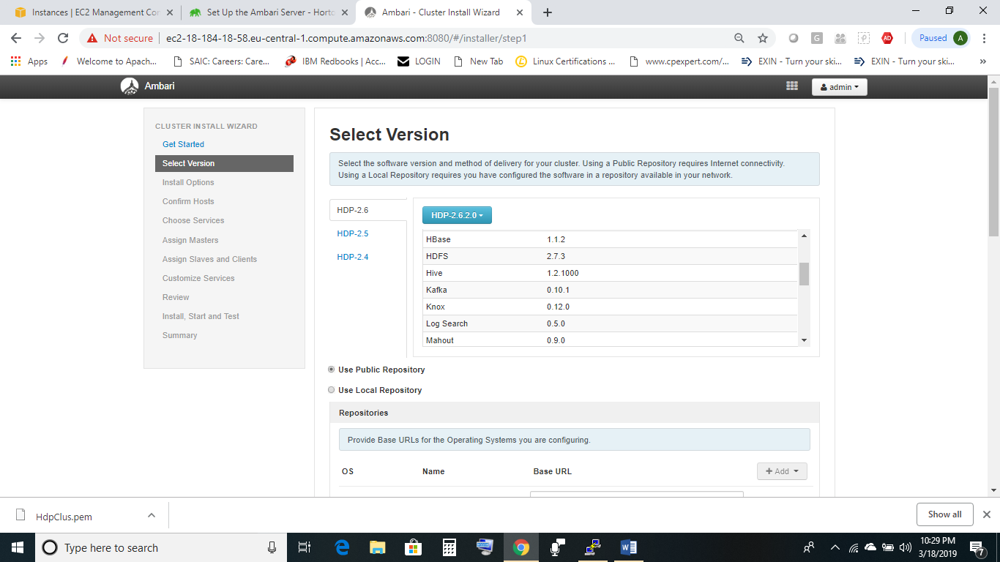 Instances | EC2 Management Con
Set Up the Ambari Server - Horto
Ambari - Cluster Install Wizard
Not secure
ec2-18-184-18-58.eu-central-1.compute.amazonaws.com:8080/#/installer/step1
Paused
A
Apps
Welcome to Apach...
SAIC: Careers: Care...
IBM Redbooks | Acc...
LOGIN
New Tab
Linux Certifications ...
www.cpexpert.com/...
EXIN - Turn your ski...
EXIN - Turn your ski...
Ambari
admin
CLUSTER INSTALL WIZARD
Get Started
Select Version
Install Options
Confirm Hosts
Choose Services
Assign Masters
Assign Slaves and Clients
Customize Services
Review
Install, Start and Test
Summary
Select Version
Select the software version and method of delivery for your cluster. Using a Public Repository requires Internet connectivity.
Using a Local Repository requires you have configured the software in a repository available in your network.
HDP-2.6
HDP-2.5
HDP-2.4
HDP-2.6.2.0
HBase 1.1.2
HDFS 2.7.3
Hive 1.2.1000
Kafka 0.10.1
Knox 0.12.0
Log Search 0.5.0
Mahout 0.9.0
Use Public Repository
Use Local Repository
Repositories
Provide Base URLs for the Operating Systems you are configuring.
OS Name Base URL + Add
HdpClus.pem
Show all
Type here to search
10:29 PM
3/18/2019
7